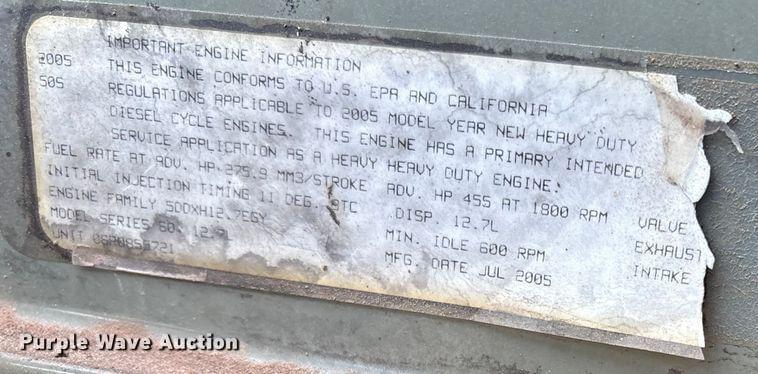 IMPORTANT ENGINE INFORMATION
2005 THIS ENGINE CONFORMS TO U.S. EPA AND CALIFORNIA
505 REGULATIONS APPLICABLE TO 2005 MODEL YEAR NEW HEAVY DUTY
DIESEL CYCLE ENGINES. THIS ENGINE HAS A PRIMARY INTENDED
SERVICE APPLICATION AS A HEAVY HEAVY DUTY ENGINE.
FUEL RATE AT ADV. HP 275.9 MM3/STROKE ADV. HP 455 AT 1800 RPM VALVE
INITIAL INJECTION TIMING 11 DEG. BTC DISP. 12.7L EXHAUST
ENGINE FAMILY 5DDXH12.7EGY MIN. IDLE 600 RPM INTAKE
MODEL SERIES 60, 12.7L MFG. DATE JUL 2005
UNIT
Purple Wave Auction